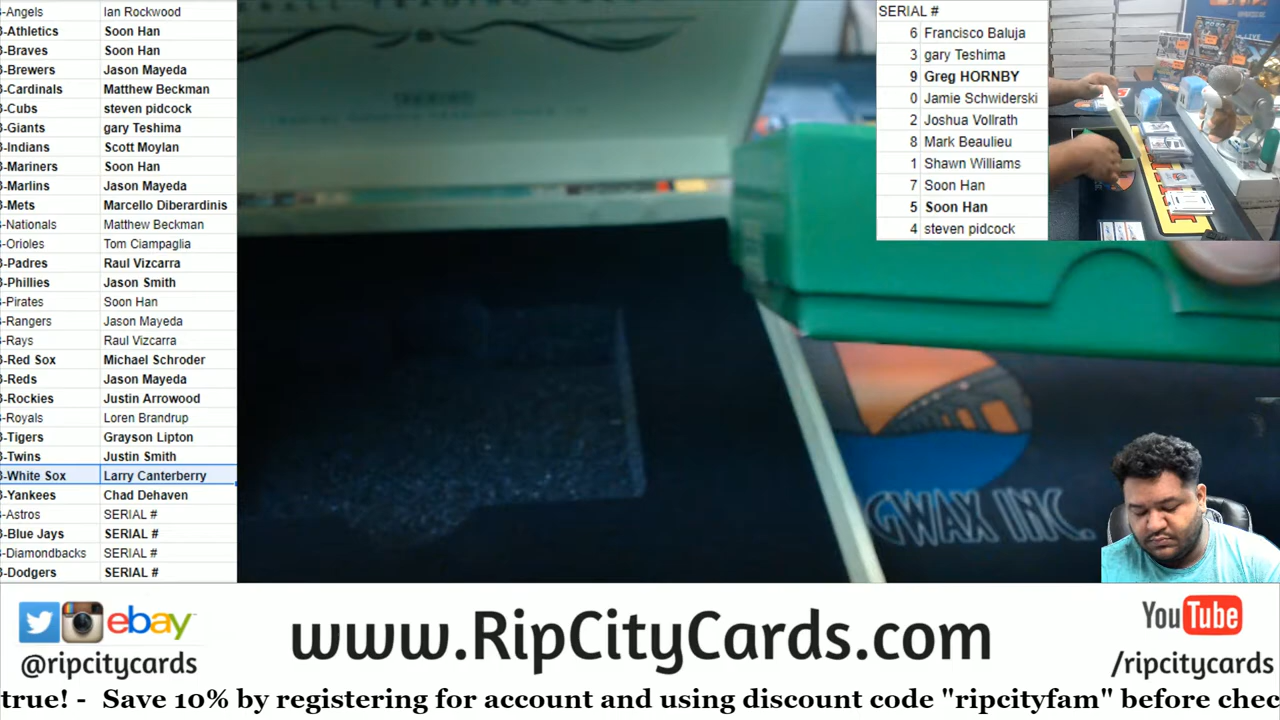 -Angels Ian Rockwood
-Athletics Soon Han
-Braves Soon Han
-Brewers Jason Mayeda
-Cardinals Matthew Beckman
-Cubs steven pidcock
-Giants gary Teshima
-Indians Scott Moylan
-Mariners Soon Han
-Marlins Jason Mayeda
-Mets Marcello Diberardinis
-Nationals Matthew Beckman
-Orioles Tom Ciampaglia
-Padres Raul Vizcarra
-Phillies Jason Smith
-Pirates Soon Han
-Rangers Jason Mayeda
-Rays Raul Vizcarra
-Red Sox Michael Schroder
-Reds Jason Mayeda
-Rockies Justin Arrowood
-Royals Loren Brandrup
-Tigers Grayson Lipton
-Twins Justin Smith
-White Sox Larry Canterberry
-Yankees Chad Dehaven
-Astros SERIAL #
-Blue Jays SERIAL #
-Diamondbacks SERIAL #
-Dodgers SERIAL #
SERIAL #
6 Francisco Baluja
3 gary Teshima
9 Greg HORNBY
0 Jamie Schwiderski
2 Joshua Vollrath
8 Mark Beaulieu
1 Shawn Williams
7 Soon Han
5 Soon Han
4 steven pidcock
GWAX INC.
ebay
@ripcitycards
www.RipCityCards.com
YouTube
/ripcitycards
true! - Save 10% by registering for account and using discount code "ripcityfam" before chec